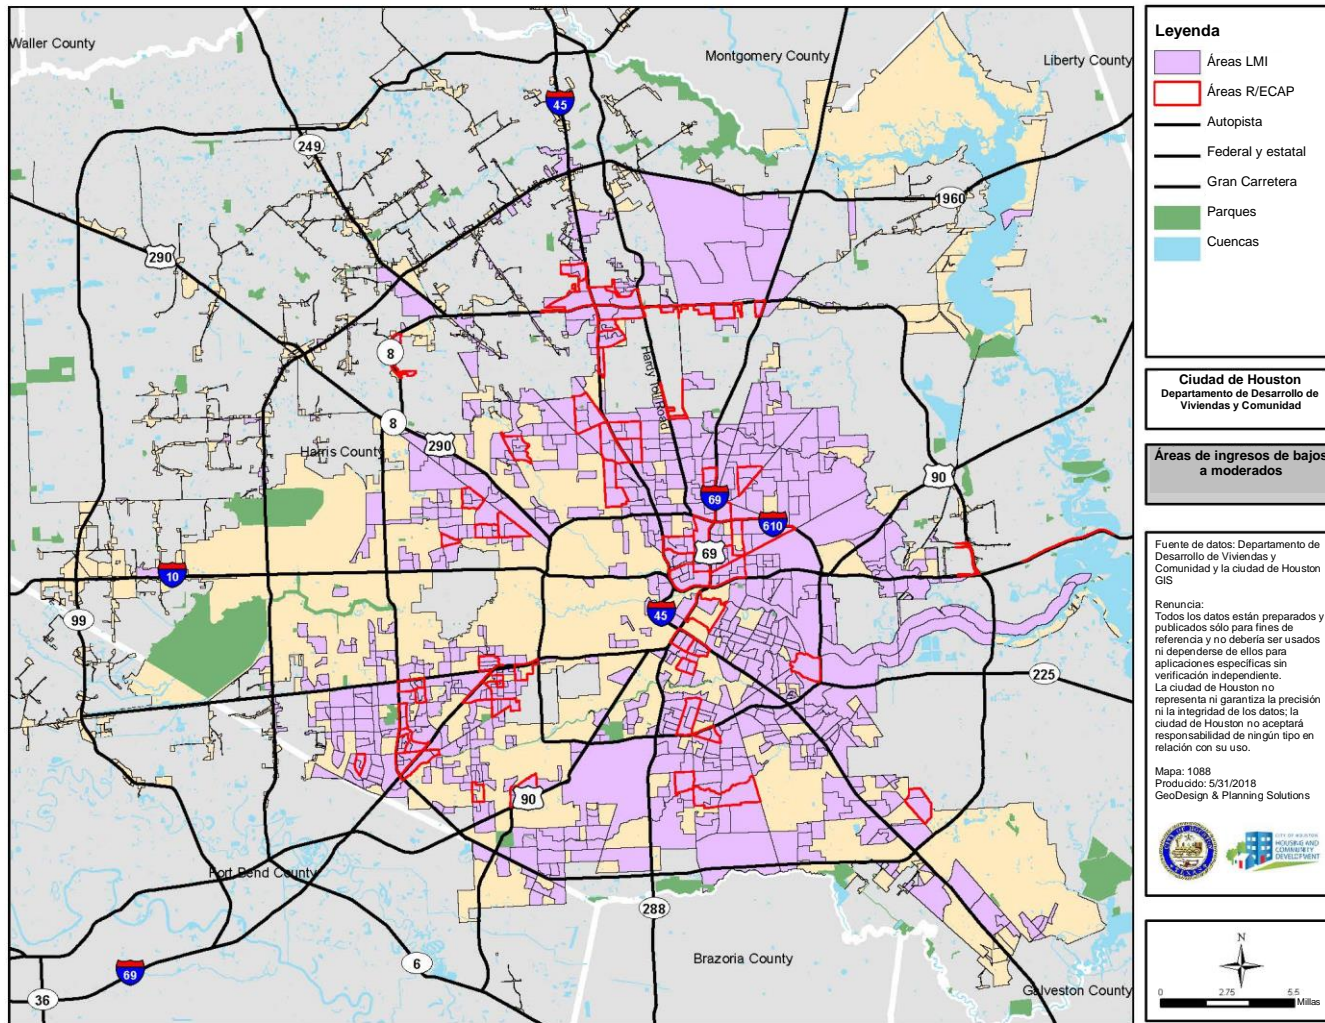 Waller County
Montgomery County
Liberty County
45
249
1960
290
8
Hardy Toll Road
8
290
Harris County
90
69
610
69
10
45
99
225
90
Fort Bend County
288
6
69
36
Brazoria County
Galveston County
Leyenda
Áreas LMI
Áreas R/ECAP
Autopista
Federal y estatal
Gran Carretera
Parques
Cuencas
Ciudad de Houston
Departamento de Desarrollo de
Viviendas y Comunidad
Áreas de ingresos de bajos
a moderados
Fuente de datos: Departamento de
Desarrollo de Viviendas y
Comunidad y la ciudad de Houston
GIS
Renuncia:
Todos los datos están preparados y
publicados sólo para fines de
referencia y no debería ser usados
ni dependerse de ellos para
aplicaciones específicas sin
verificación independiente.
La ciudad de Houston no
representa ni garantiza la precisión
ni la integridad de los datos; la
ciudad de Houston no aceptará
responsabilidad de ningún tipo en
relación con su uso.
Mapa: 1088
Producido: 5/31/2018
GeoDesign & Planning Solutions
CITY OF HOUSTON
HOUSING AND
COMMUNITY
DEVELOPMENT
N
0 2.75 5.5
Millas